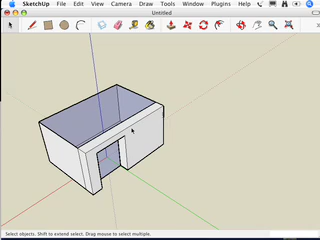 SketchUp File Edit View Camera Draw Tools Window Plugins Help
Untitled
Select objects. Shift to extend select. Drag mouse to select multiple.